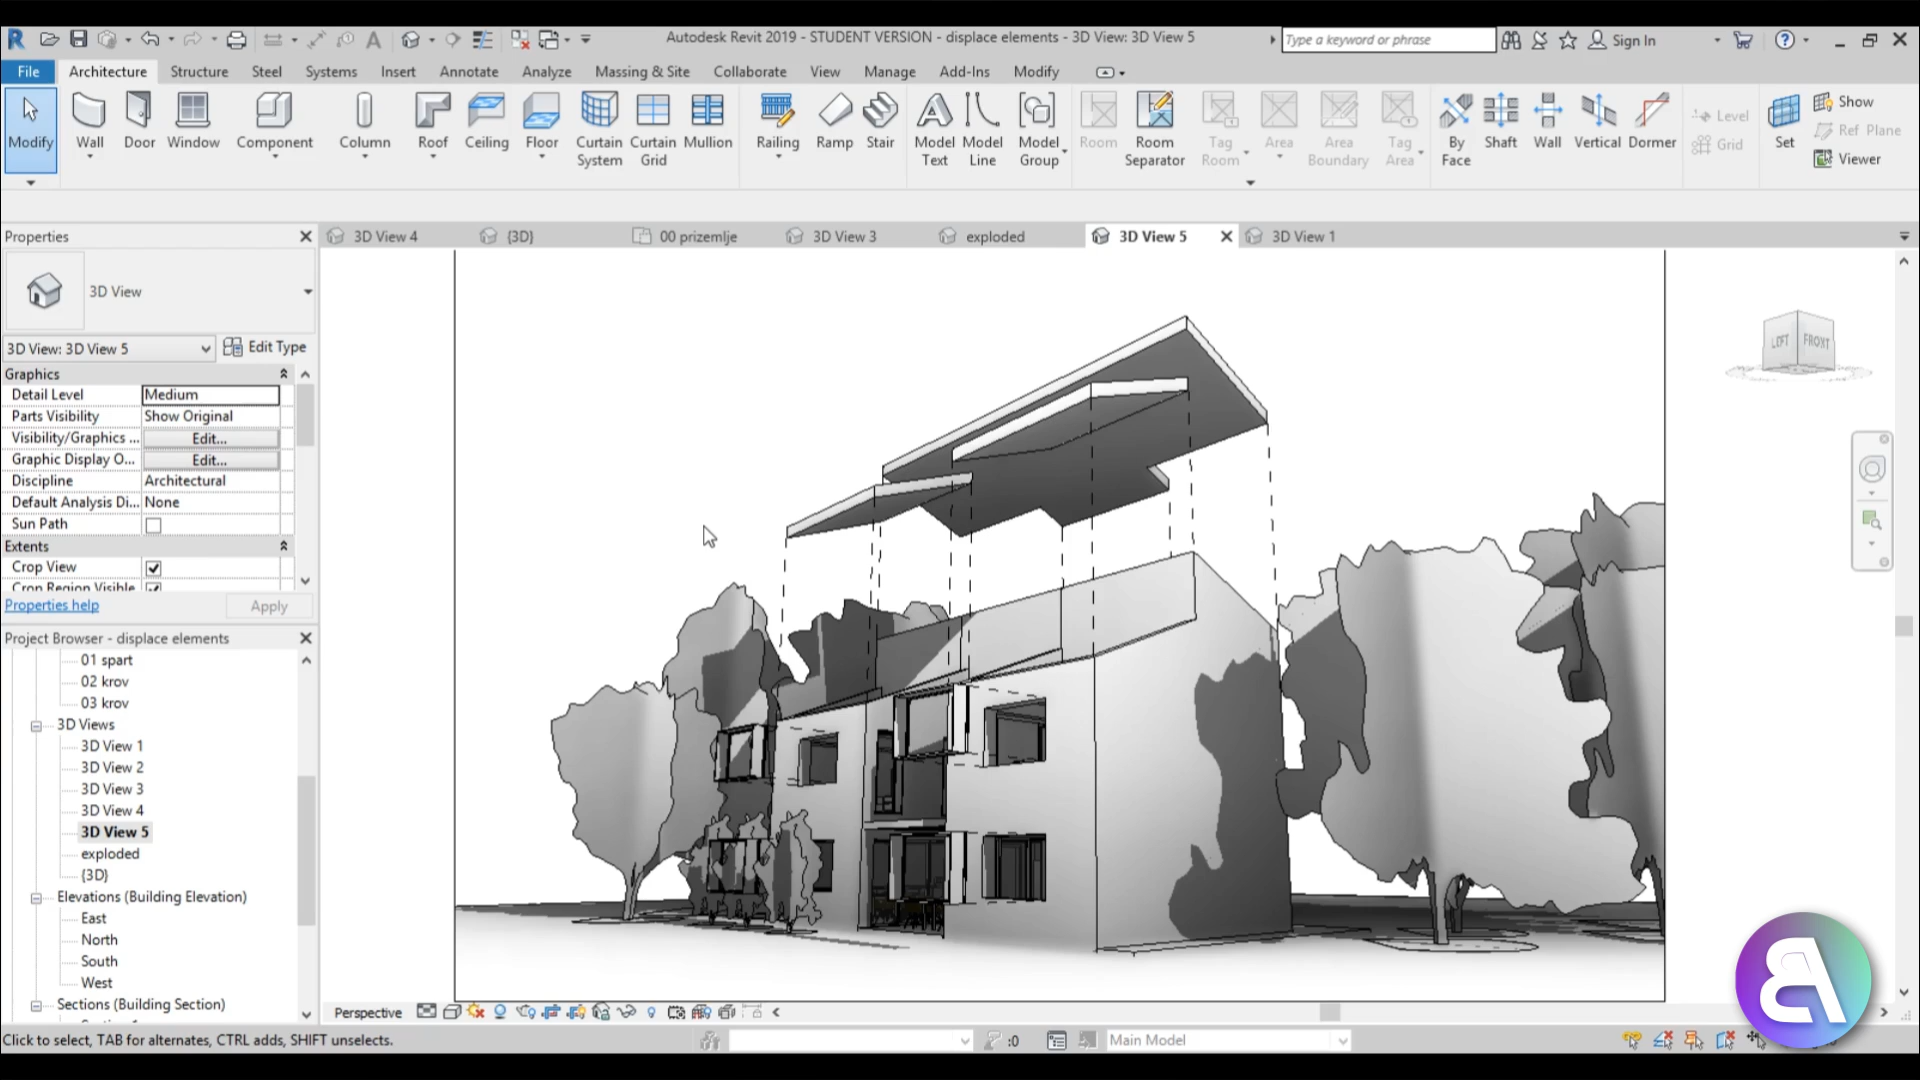 Autodesk Revit 2019 - STUDENT VERSION - displace elements - 3D View: 3D View 5
Type a keyword or phrase
Sign In
File Architecture Structure Steel Systems Insert Annotate Analyze Massing & Site Collaborate View Manage Add-Ins Modify
Modify
Wall
Door
Window
Component
Column
Roof
Ceiling
Floor
Curtain System
Curtain Grid
Mullion
Railing
Ramp
Stair
Model Text
Model Line
Model Group
Room
Room Separator
Tag Room
Area
Area Boundary
Tag Area
By Face
Shaft
Wall
Vertical
Dormer
Level
Grid
Set
Show
Ref Plane
Viewer
Properties
3D View 4
{3D}
00 prizemlje
3D View 3
exploded
3D View 5
3D View 1
3D View
3D View: 3D View 5
Edit Type
Graphics
Detail Level Medium
Parts Visibility Show Original
Visibility/Graphics ... Edit...
Graphic Display O... Edit...
Discipline Architectural
Default Analysis Di... None
Sun Path
Extents
Crop View
Crop Region Visible
Properties help
Apply
Project Browser - displace elements
01 spart
02 krov
03 krov
3D Views
3D View 1
3D View 2
3D View 3
3D View 4
3D View 5
exploded
{3D}
Elevations (Building Elevation)
East
North
South
West
Sections (Building Section)
LEFT
FRONT
Perspective
Click to select, TAB for alternates, CTRL adds, SHIFT unselects.
:0
Main Model